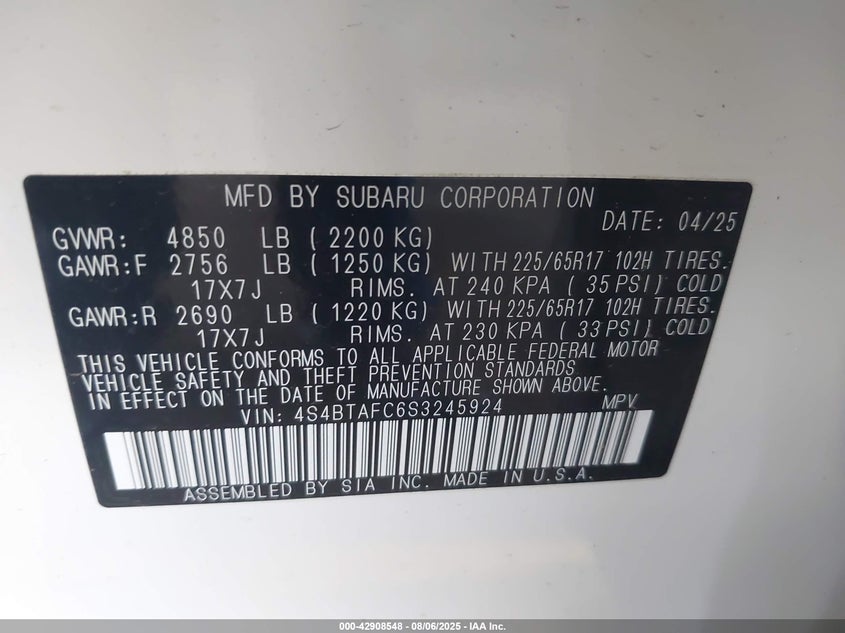 MFD BY SUBARU CORPORATION
DATE: 04/25
GVWR: 4850 LB (2200 KG)
GAWR:F 2756 LB (1250 KG) WITH 225/65R17 102H TIRES.
17X7J RIMS. AT 240 KPA (35 PSI) COLD
GAWR:R 2690 LB (1220 KG) WITH 225/65R17 102H TIRES.
17X7J RIMS. AT 230 KPA (33 PSI) COLD
THIS VEHICLE CONFORMS TO ALL APPLICABLE FEDERAL MOTOR
VEHICLE SAFETY AND THEFT PREVENTION STANDARDS
IN EFFECT ON THE DATE OF MANUFACTURE SHOWN ABOVE.
VIN: 4S4BTAFC6S3245924 MPV
ASSEMBLED BY SIA INC. MADE IN U.S.A.
000-42908548 - 08/06/2025 - IAA Inc.